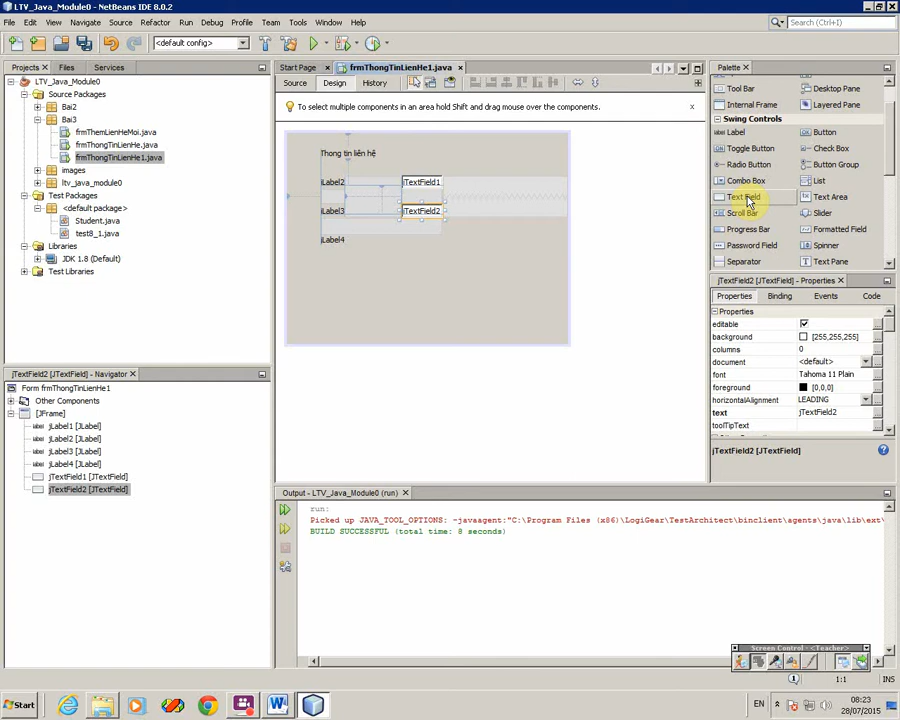 LTV_Java_Module0 - NetBeans IDE 8.0.2
File Edit View Navigate Source Refactor Run Debug Profile Team Tools Window Help
Search (Ctrl+I)
<default config>
Projects x Files Services
LTV_Java_Module0
Source Packages
Bai2
Bai3
frmThemLienHeMoi.java
frmThongTinLienHe.java
frmThongTinLienHe1.java
images
ltv_java_module0
Test Packages
<default package>
Student.java
test8_1.java
Libraries
JDK 1.8 (Default)
Test Libraries
Start Page x frmThongTinLienHe1.java x
Source Design History
To select multiple components in an area hold Shift and drag mouse over the components. x
Thong tin liên hệ
jLabel2 jTextField1
jLabel3 jTextField2
jLabel4
Palette x
Tool Bar Desktop Pane
Internal Frame Layered Pane
Swing Controls
Label Button
Toggle Button Check Box
Radio Button Button Group
Combo Box List
Text Field Text Area
Scroll Bar Slider
Progress Bar Formatted Field
Password Field Spinner
Separator Text Pane
jTextField2 [JTextField] - Properties x
Properties Binding Events Code
Properties
editable
background [255,255,255]
columns 0
document <default>
font Tahoma 11 Plain
foreground [0,0,0]
horizontalAlignment LEADING
text jTextField2
toolTipText
jTextField2 [JTextField]
jTextField2 [JTextField] - Navigator x
Form frmThongTinLienHe1
Other Components
[JFrame]
jLabel1 [JLabel]
jLabel2 [JLabel]
jLabel3 [JLabel]
jLabel4 [JLabel]
jTextField1 [JTextField]
jTextField2 [JTextField]
Output - LTV_Java_Module0 (run) x
run:
Picked up JAVA_TOOL_OPTIONS: -javaagent:"C:\Program Files (x86)\LogiGear\TestArchitect\binclient\agents\java\lib\ext\
BUILD SUCCESSFUL (total time: 8 seconds)
Screen Control - <Teacher>
1:1 INS
Start
EN
08:23
28/07/2015